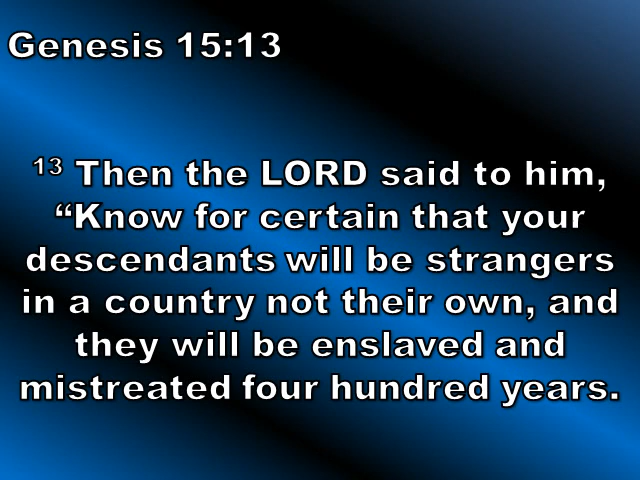 Genesis 15:13
13 Then the LORD said to him,
“Know for certain that your
descendants will be strangers
in a country not their own, and
they will be enslaved and
mistreated four hundred years.